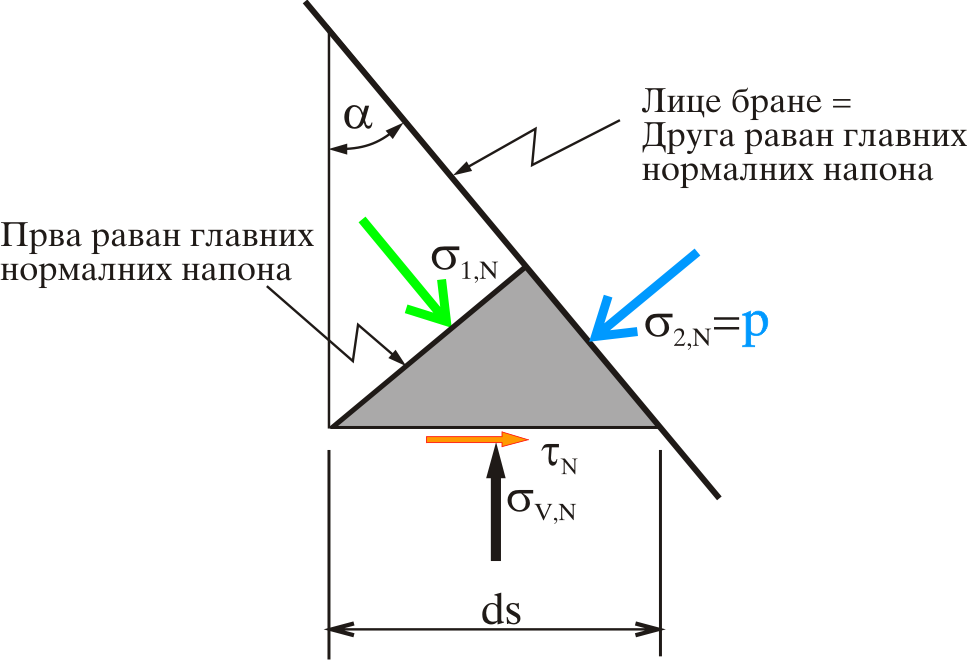 Лице бране =
Друга раван главних
нормалних напона
α
Прва раван главних
нормалних напона
σ1,N
σ2,N=p
τN
σV,N
ds